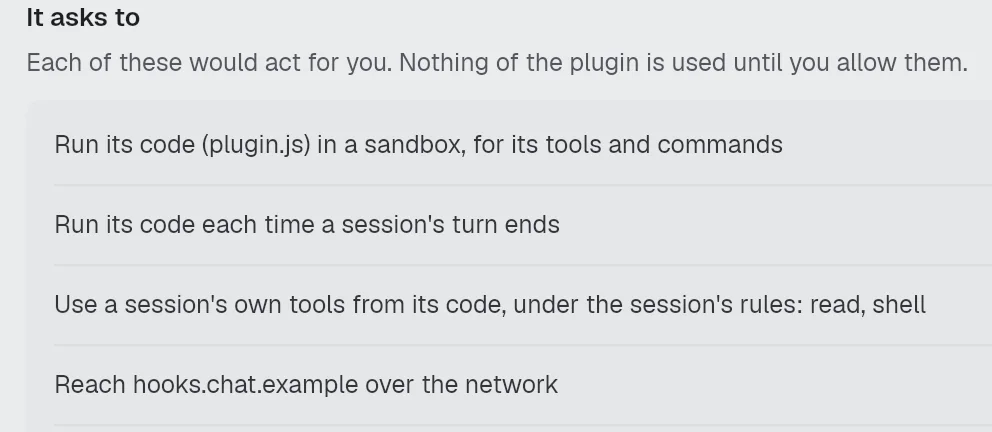 It asks to
Each of these would act for you. Nothing of the plugin is used until you allow them.
Run its code (plugin.js) in a sandbox, for its tools and commands
Run its code each time a session's turn ends
Use a session's own tools from its code, under the session's rules: read, shell
Reach hooks.chat.example over the network